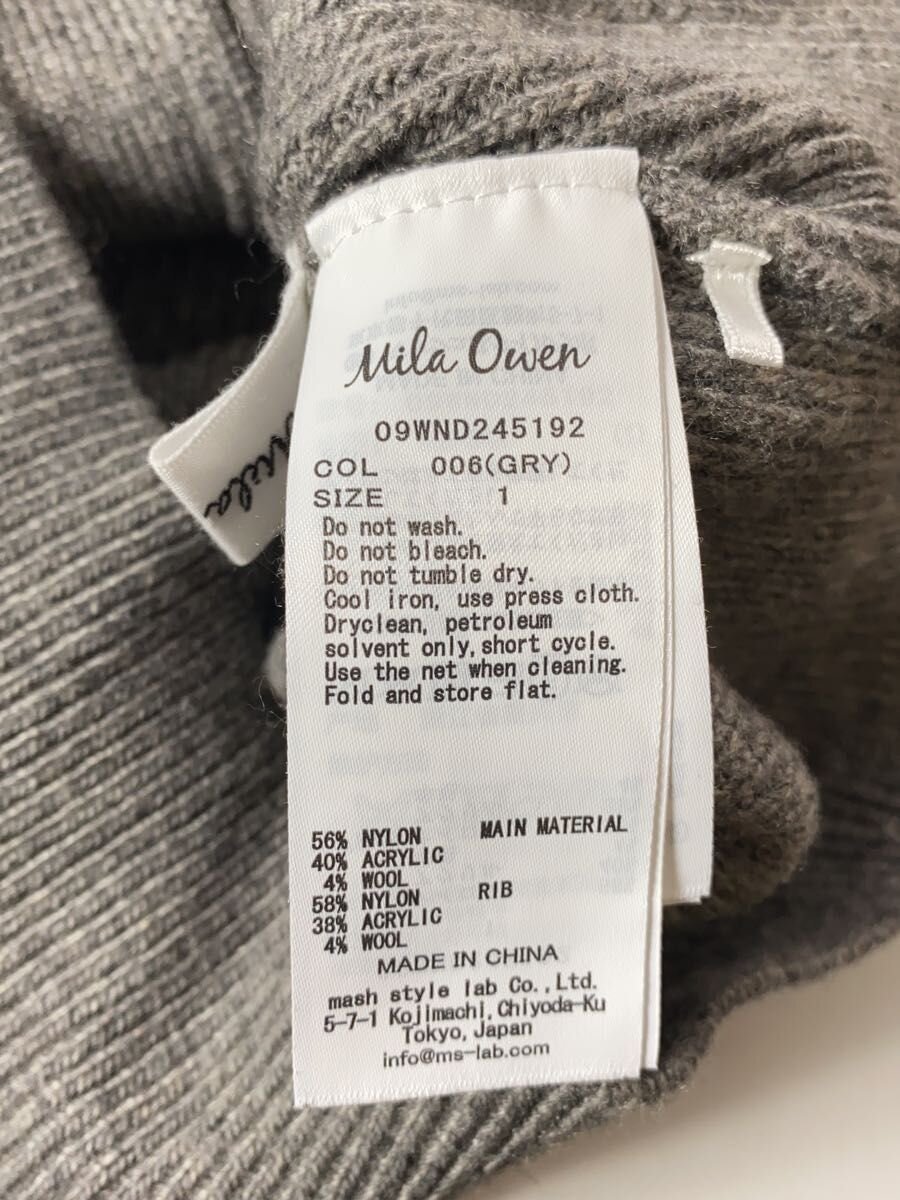 Mila Owen
09WND245192
COL 006(GRY)
SIZE 1
Do not wash.
Do not bleach.
Do not tumble dry.
Cool iron, use press cloth.
Dryclean, petroleum
solvent only, short cycle.
Use the net when cleaning.
Fold and store flat.
56% NYLON MAIN MATERIAL
40% ACRYLIC
4% WOOL
58% NYLON RIB
38% ACRYLIC
4% WOOL
MADE IN CHINA
mash style lab Co.,Ltd.
5-7-1 Kojimachi,Chiyoda-Ku
Tokyo,Japan
info@ms-lab.com
Mila